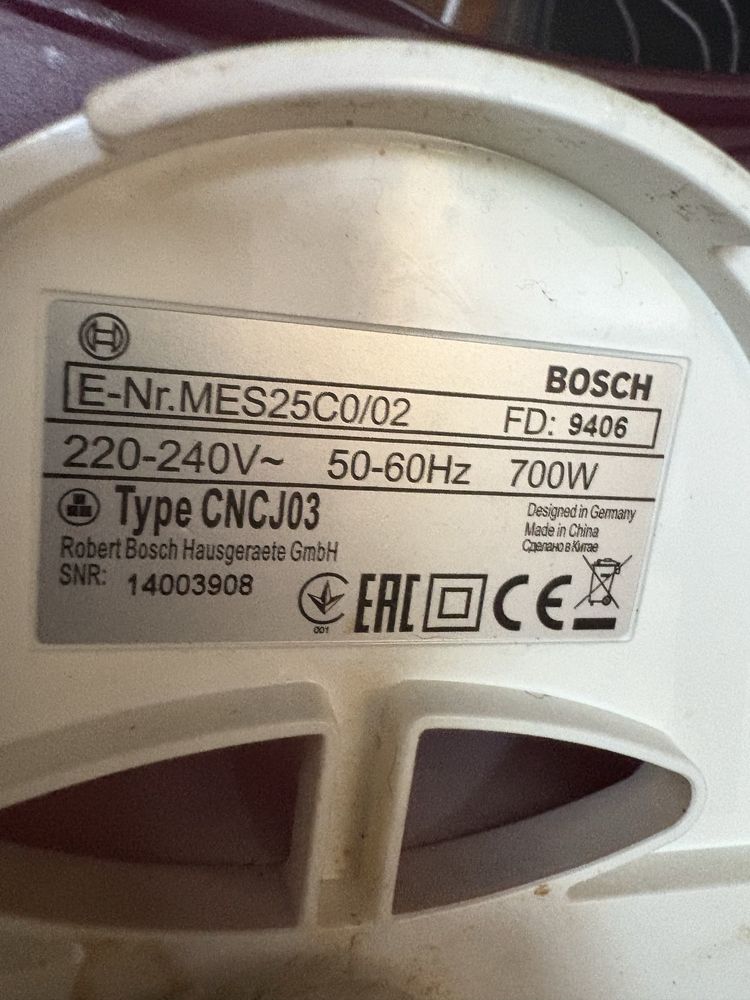 BOSCH
E-Nr.MES25C0/02 FD: 9406
220-240V~ 50-60Hz 700W
Type CNCJ03
Designed in Germany
Made in China
Сделано в Китае
Robert Bosch Hausgeraete GmbH
SNR: 14003908
001
EAC
CE